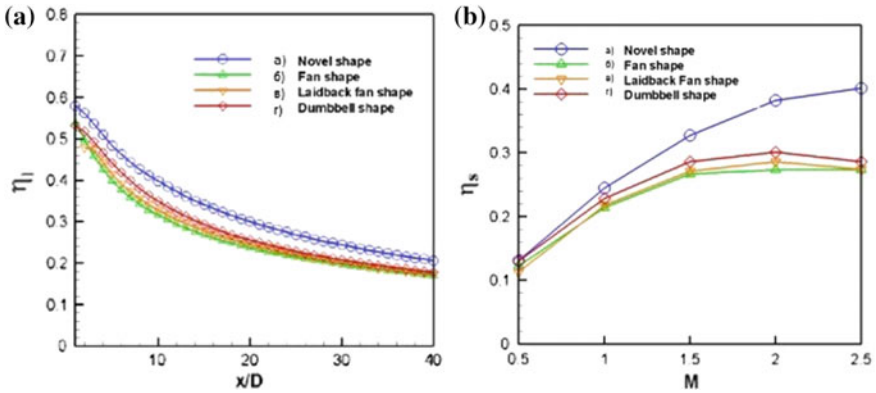 (a)
0.8
0.7
0.6
0.5
0.4
0.3
0.2
0.1
0
ηl
а) Novel shape
б) Fan shape
в) Laidback fan shape
г) Dumbbell shape
10 20 30 40
x/D
(b)
0.5
0.4
0.3
0.2
0.1
0
ηs
а) Novel shape
б) Fan shape
в) Laidback Fan shape
г) Dumbbell shape
0.5 1 1.5 2 2.5
M